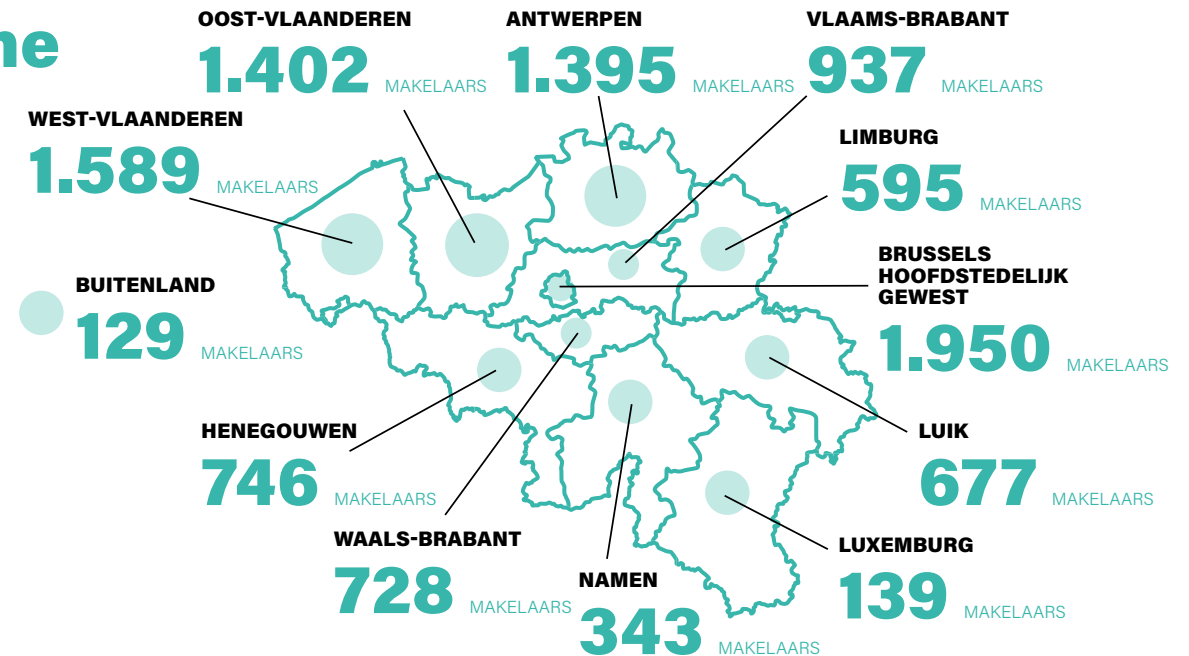 OOST-VLAANDEREN
1.402 MAKELAARS
ANTWERPEN
1.395 MAKELAARS
VLAAMS-BRABANT
937 MAKELAARS
WEST-VLAANDEREN
1.589 MAKELAARS
LIMBURG
595 MAKELAARS
BRUSSELS
HOOFDSTEDELIJK
GEWEST
1.950 MAKELAARS
BUITENLAND
129 MAKELAARS
HENEGOUWEN
746 MAKELAARS
LUIK
677 MAKELAARS
WAALS-BRABANT
728 MAKELAARS
NAMEN
343 MAKELAARS
LUXEMBURG
139 MAKELAARS